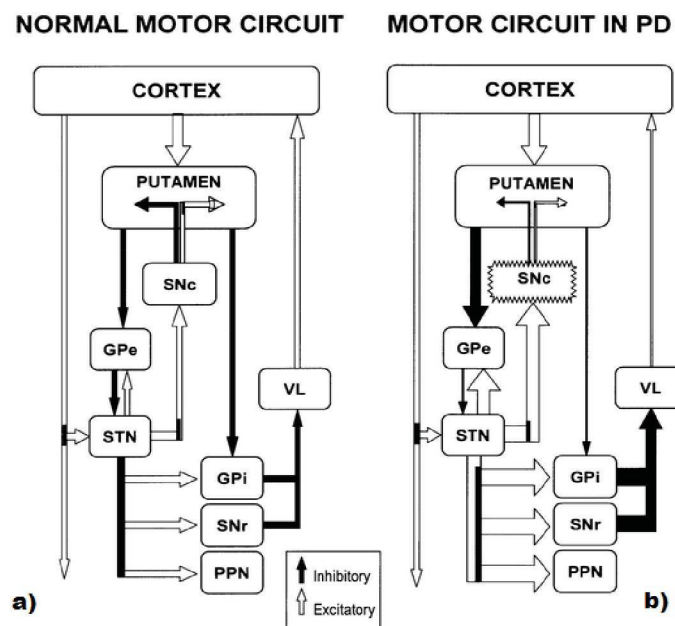 NORMAL MOTOR CIRCUIT
CORTEX
PUTAMEN
SNc
GPe
VL
STN
GPi
SNr
PPN
a)
Inhibitory
Excitatory
MOTOR CIRCUIT IN PD
CORTEX
PUTAMEN
SNc
GPe
VL
STN
GPi
SNr
PPN
b)